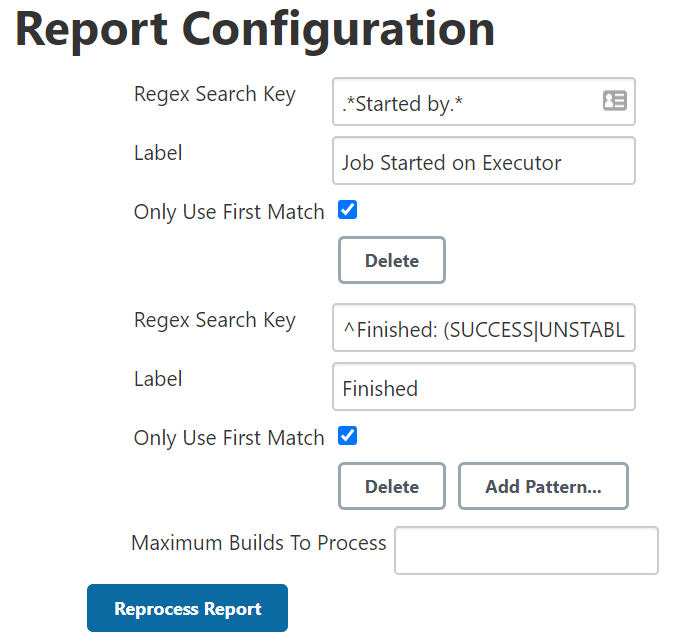 Report Configuration
Regex Search Key .*Started by.*
Label Job Started on Executor
Only Use First Match
Delete
Regex Search Key ^Finished: (SUCCESS|UNSTABL
Label Finished
Only Use First Match
Delete Add Pattern...
Maximum Builds To Process
Reprocess Report